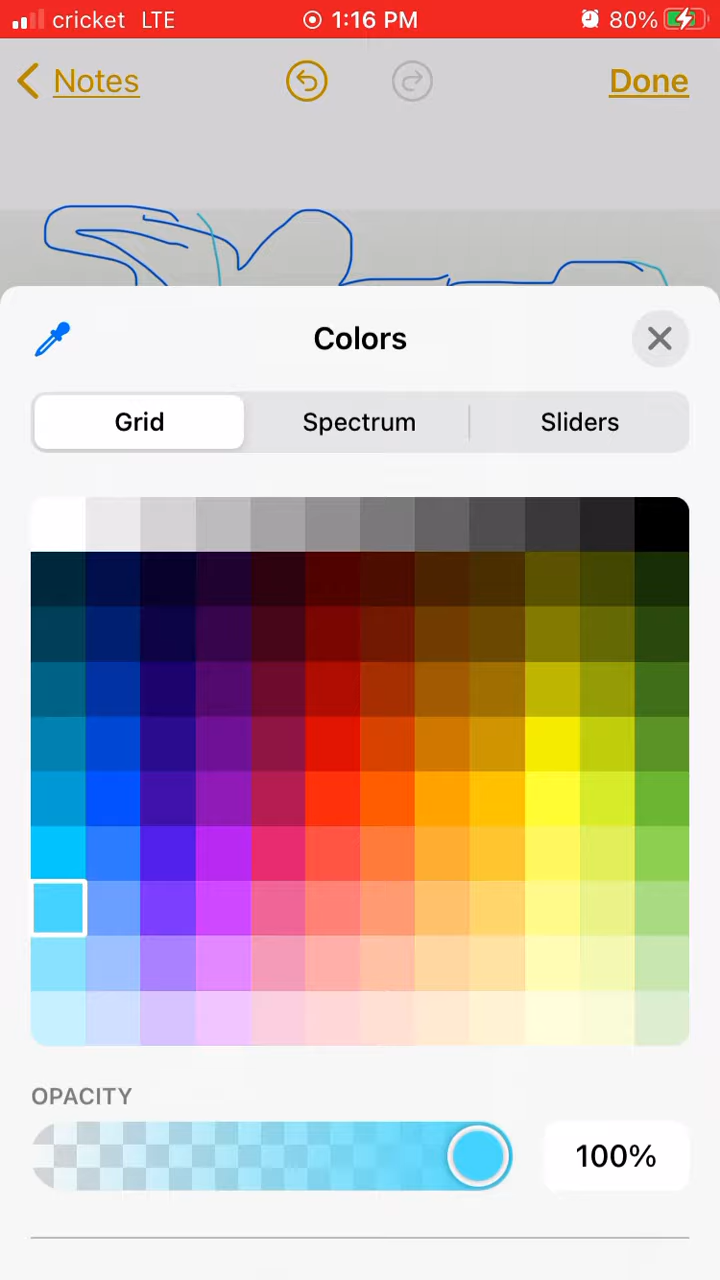 cricket LTE 1:16 PM 80%
Notes Done
Colors
Grid Spectrum Sliders
OPACITY
100%